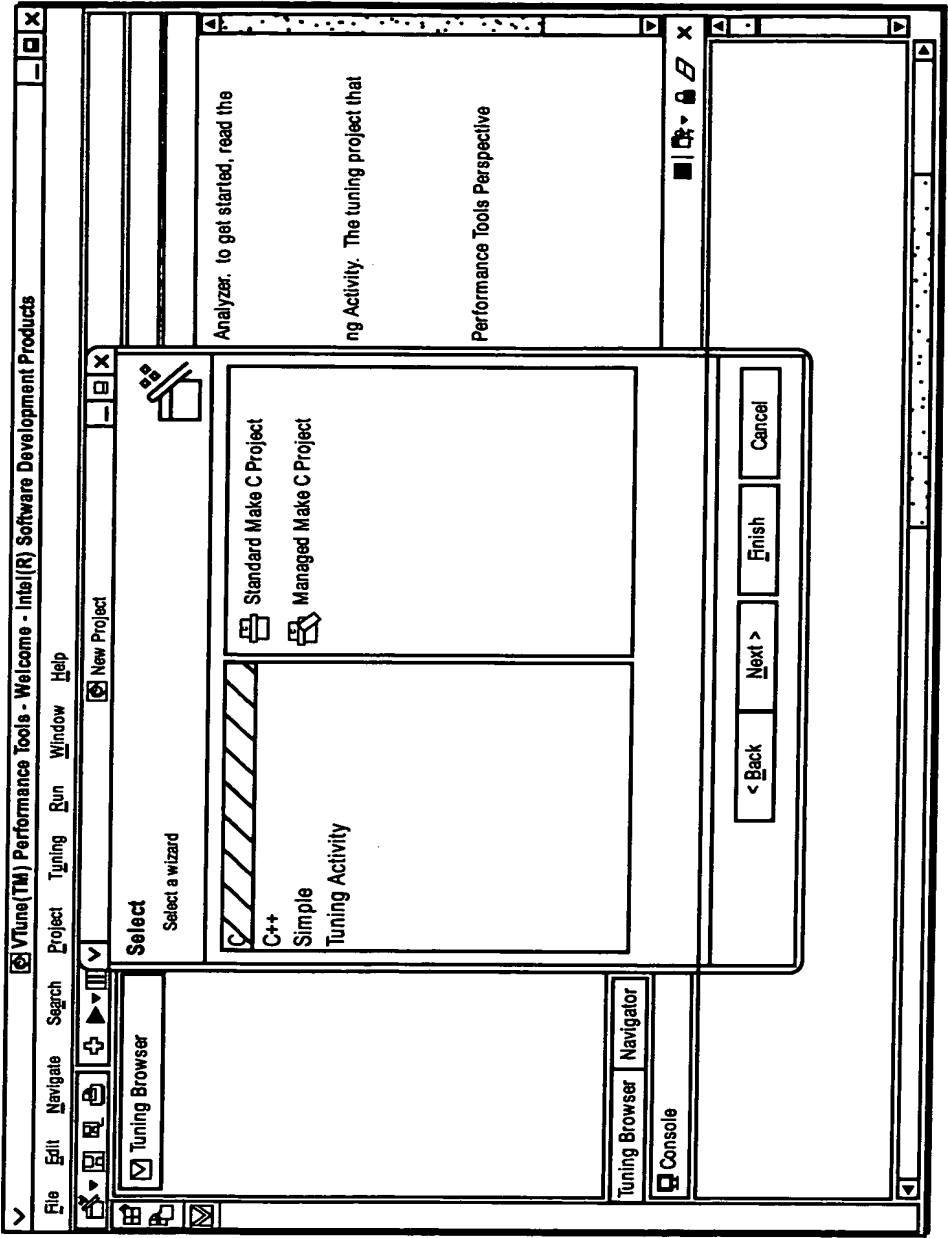 VTune(TM) Performance Tools - Welcome - Intel(R) Software Development Products
File Edit Navigate Search Project Tuning Run Window Help
New Project
Tuning Browser
Select
Select a wizard
C
C++
Simple
Tuning Activity
Standard Make C Project
Managed Make C Project
Analyzer. to get started, read the
ng Activity. The tuning project that
Performance Tools Perspective
Tuning Browser Navigator
Console
< Back Next > Finish Cancel